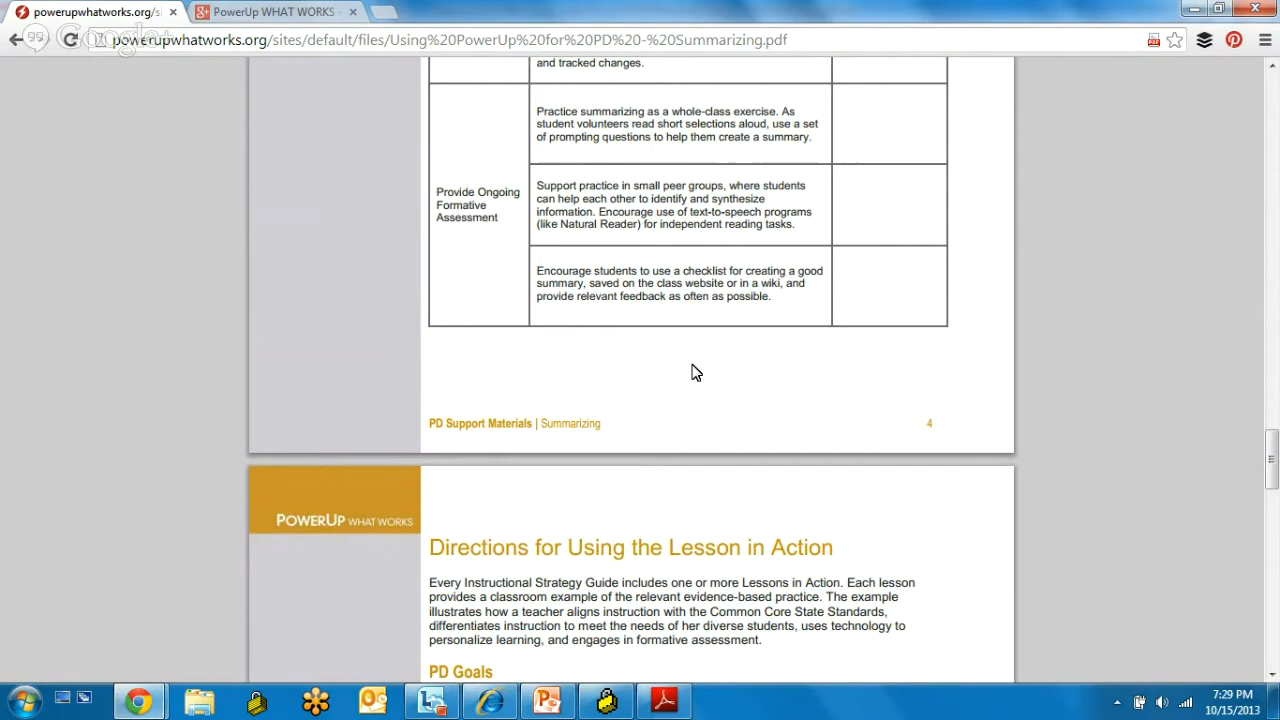 powerupwhatworks.org/s
PowerUp WHAT WORKS -
Google+
powerupwhatworks.org/sites/default/files/Using%20PowerUp%20for%20PD%20-%20Summarizing.pdf
and tracked changes.
Practice summarizing as a whole-class exercise. As
student volunteers read short selections aloud, use a set
of prompting questions to help them create a summary.
Provide Ongoing
Formative
Assessment
Support practice in small peer groups, where students
can help each other to identify and synthesize
information. Encourage use of text-to-speech programs
(like Natural Reader) for independent reading tasks.
Encourage students to use a checklist for creating a good
summary, saved on the class website or in a wiki, and
provide relevant feedback as often as possible.
PD Support Materials | Summarizing 4
POWERUP WHAT WORKS
Directions for Using the Lesson in Action
Every Instructional Strategy Guide includes one or more Lessons in Action. Each lesson
provides a classroom example of the relevant evidence-based practice. The example
illustrates how a teacher aligns instruction with the Common Core State Standards,
differentiates instruction to meet the needs of her diverse students, uses technology to
personalize learning, and engages in formative assessment.
PD Goals
7:29 PM
10/15/2013